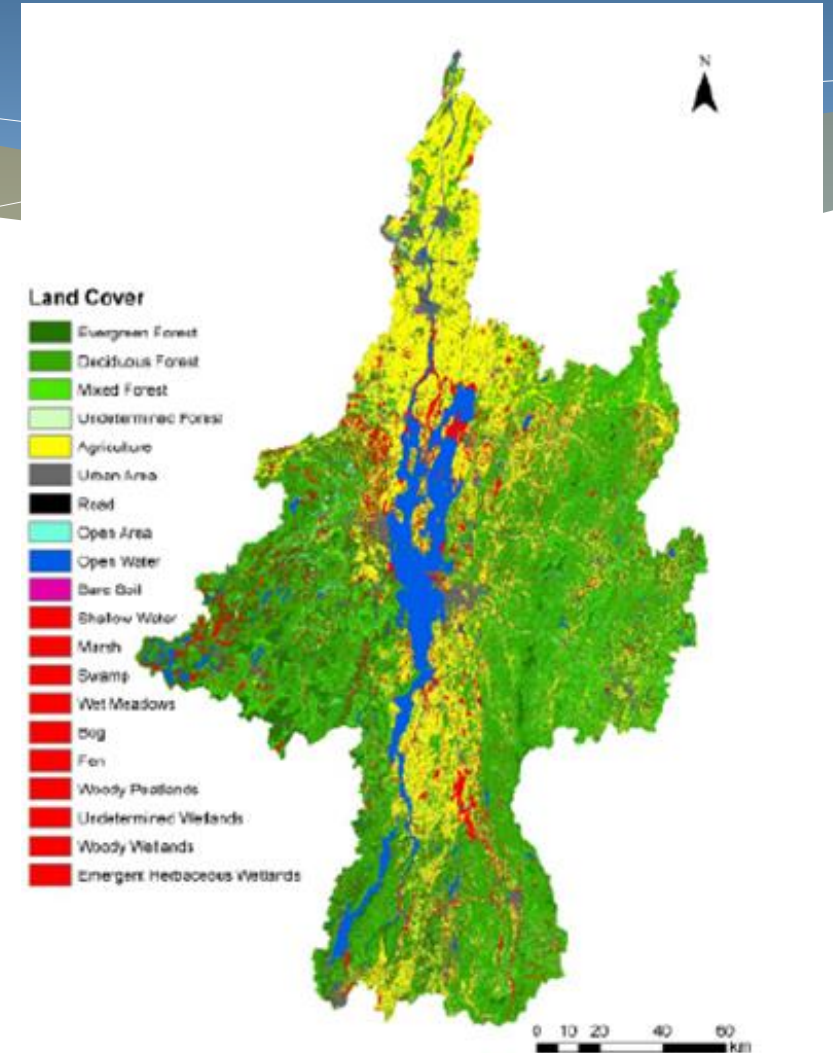 N
Land Cover
Evergreen Forest
Deciduous Forest
Mixed Forest
Undetermined Forest
Agriculture
Urban Area
Road
Open Area
Open Water
Bare Soil
Shallow Water
Marsh
Swamp
Wet Meadows
Bog
Fen
Woody Peatlands
Undetermined Wetlands
Woody Wetlands
Emergent Herbaceous Wetlands
0 10 20 40 60
km